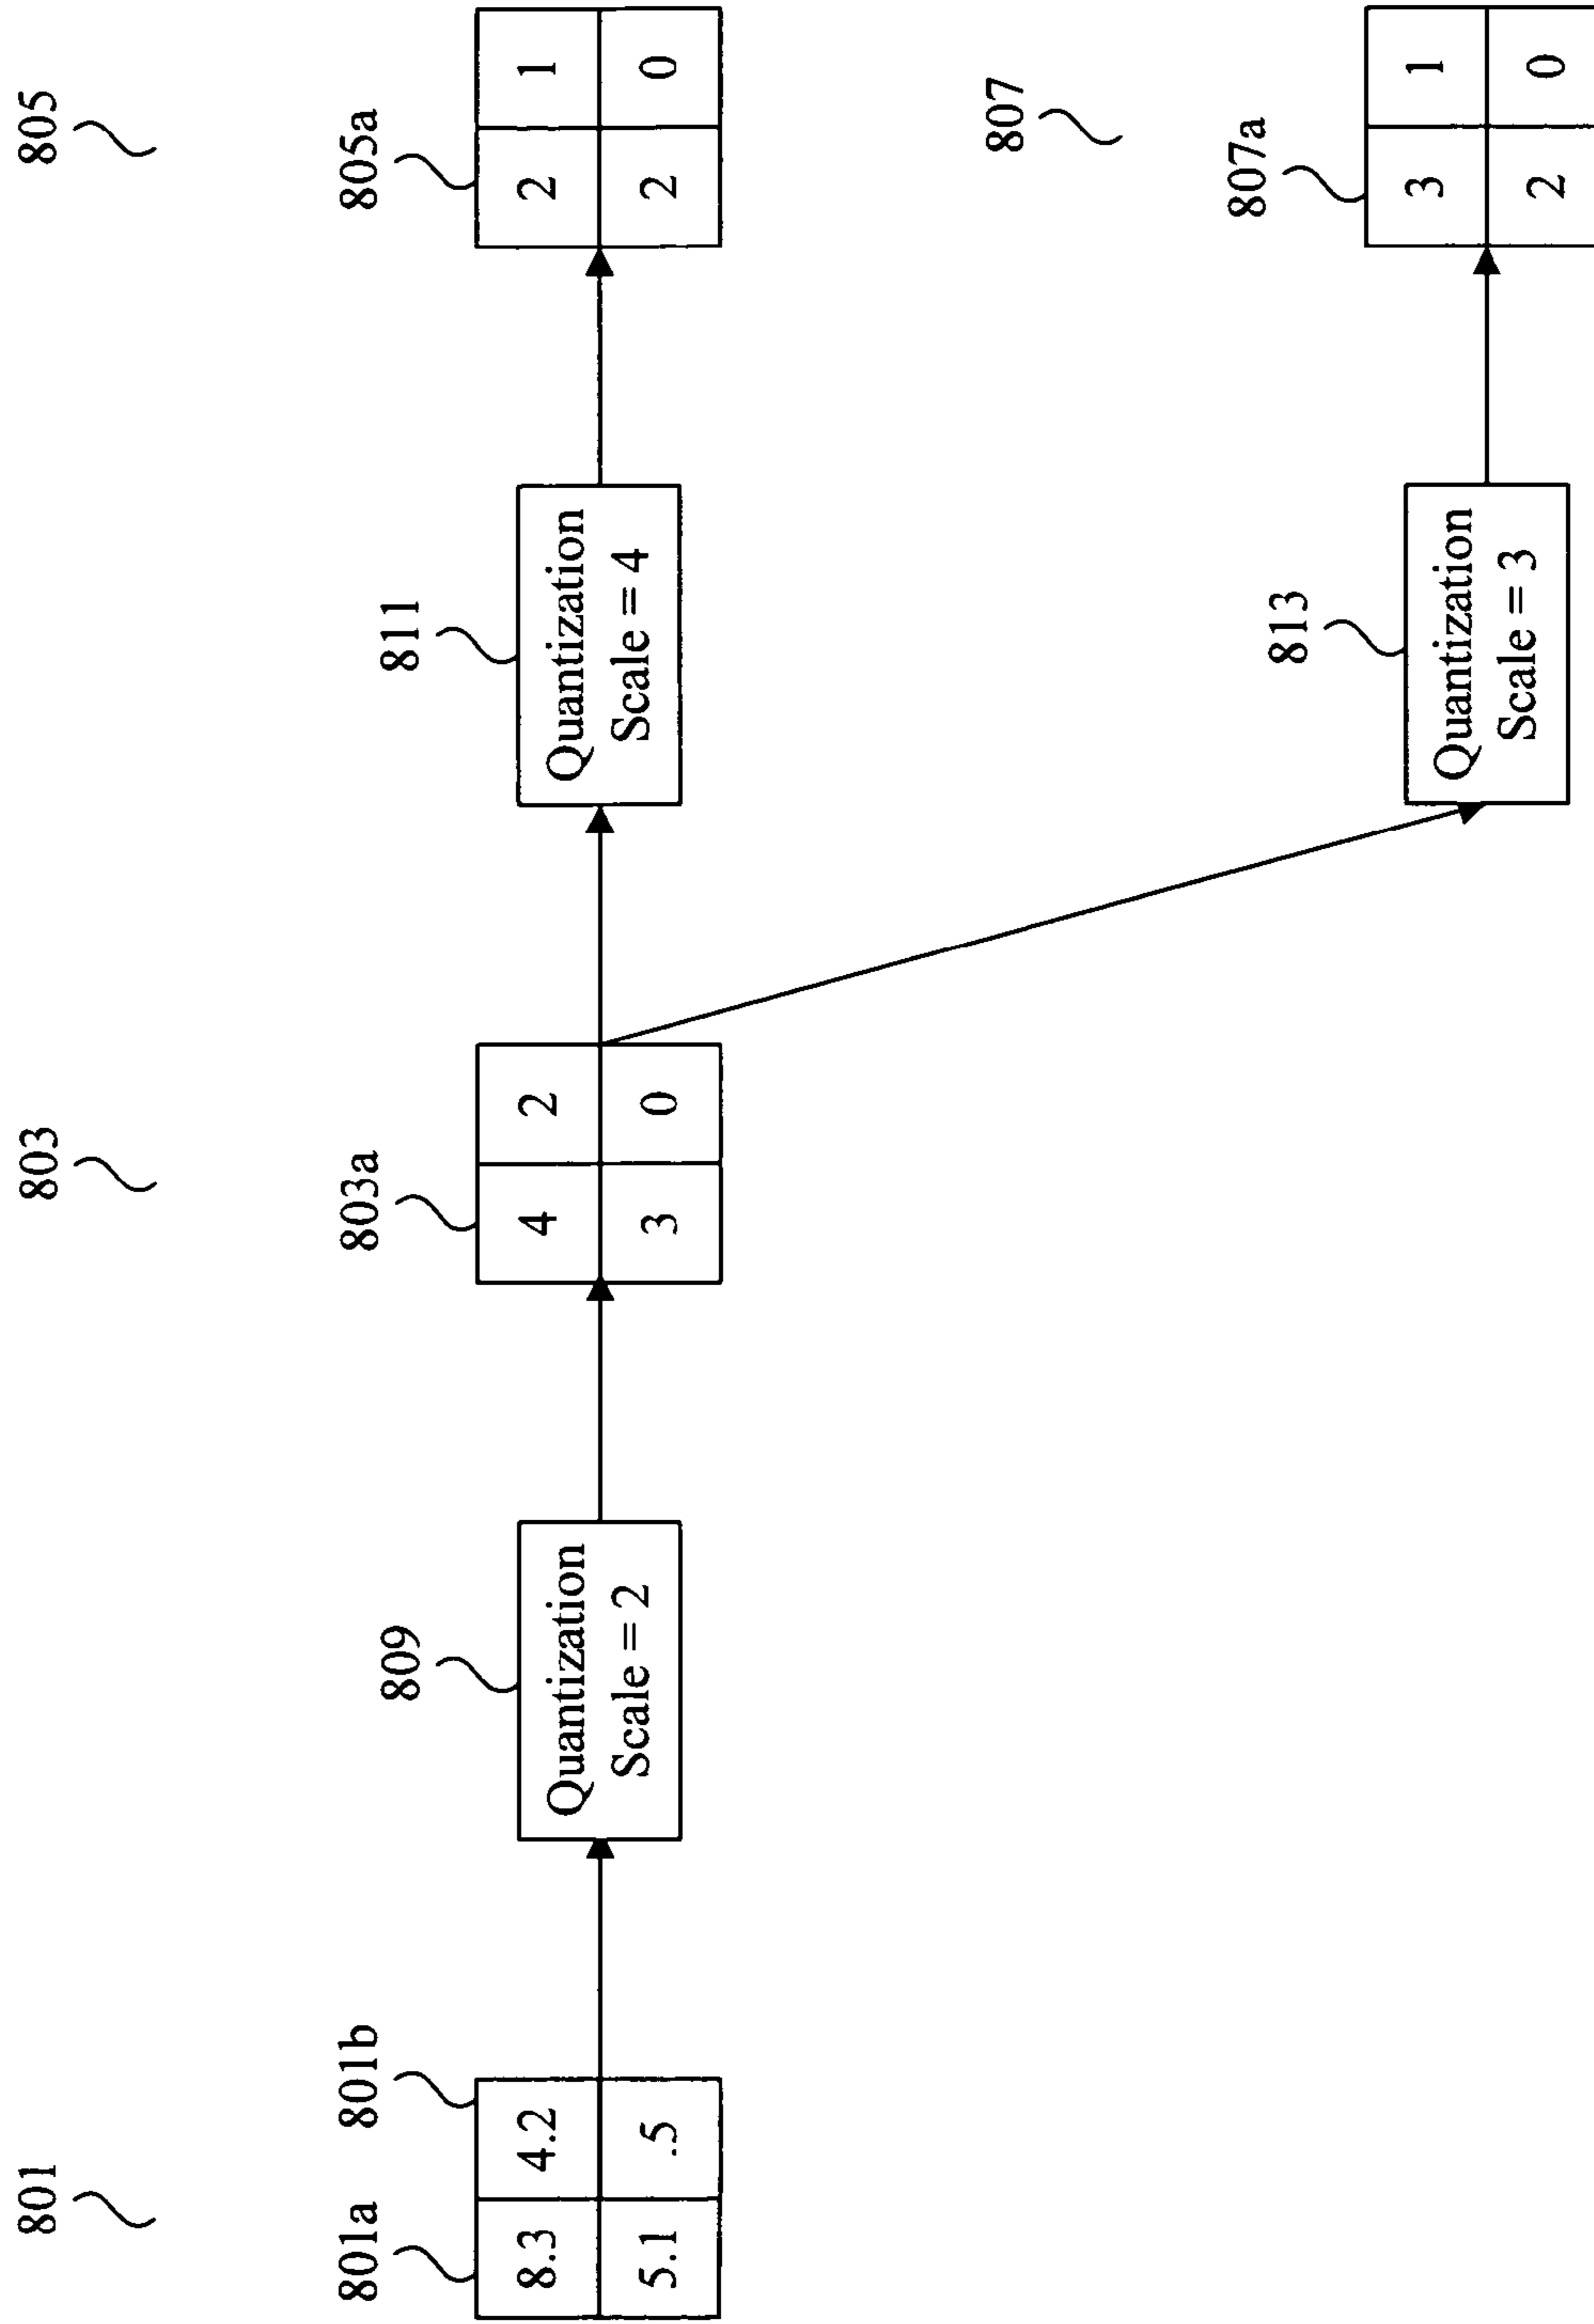 801
803
805
801a
801b
803a
805a
809
811
8.3 4.2
5.1 .5
Quantization
Scale = 2
4 2
3 0
Quantization
Scale = 4
2 1
2 0
807
807a
813
Quantization
Scale = 3
3 1
2 0